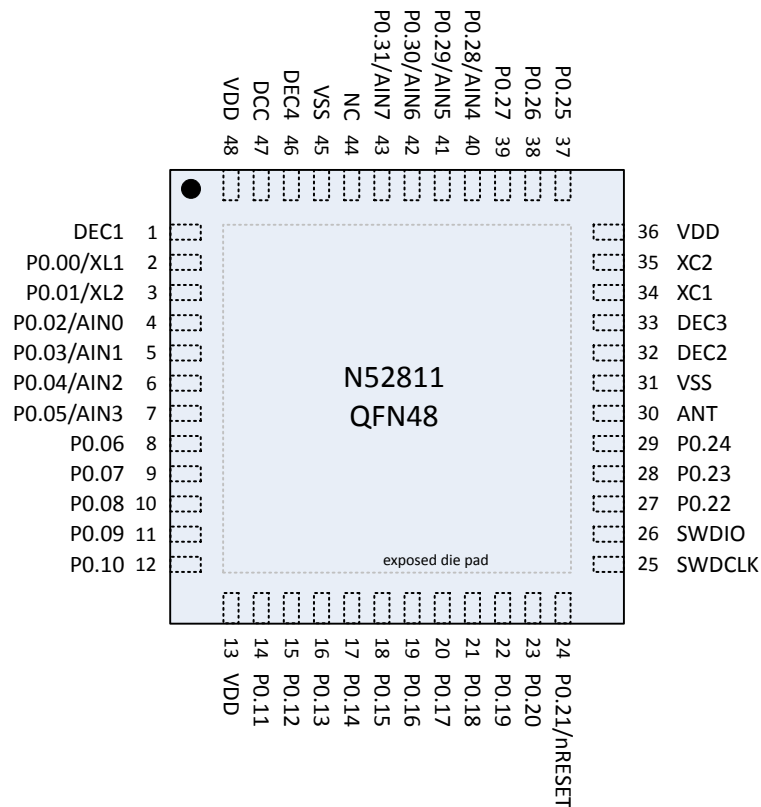 VDD 48
DCC 47
DEC4 46
VSS 45
NC 44
P0.31/AIN7 43
P0.30/AIN6 42
P0.29/AIN5 41
P0.28/AIN4 40
P0.27 39
P0.26 38
P0.25 37
DEC1 1
P0.00/XL1 2
P0.01/XL2 3
P0.02/AIN0 4
P0.03/AIN1 5
P0.04/AIN2 6
P0.05/AIN3 7
P0.06 8
P0.07 9
P0.08 10
P0.09 11
P0.10 12
N52811
QFN48
exposed die pad
36 VDD
35 XC2
34 XC1
33 DEC3
32 DEC2
31 VSS
30 ANT
29 P0.24
28 P0.23
27 P0.22
26 SWDIO
25 SWDCLK
13 VDD
14 P0.11
15 P0.12
16 P0.13
17 P0.14
18 P0.15
19 P0.16
20 P0.17
21 P0.18
22 P0.19
23 P0.20
24 P0.21/nRESET